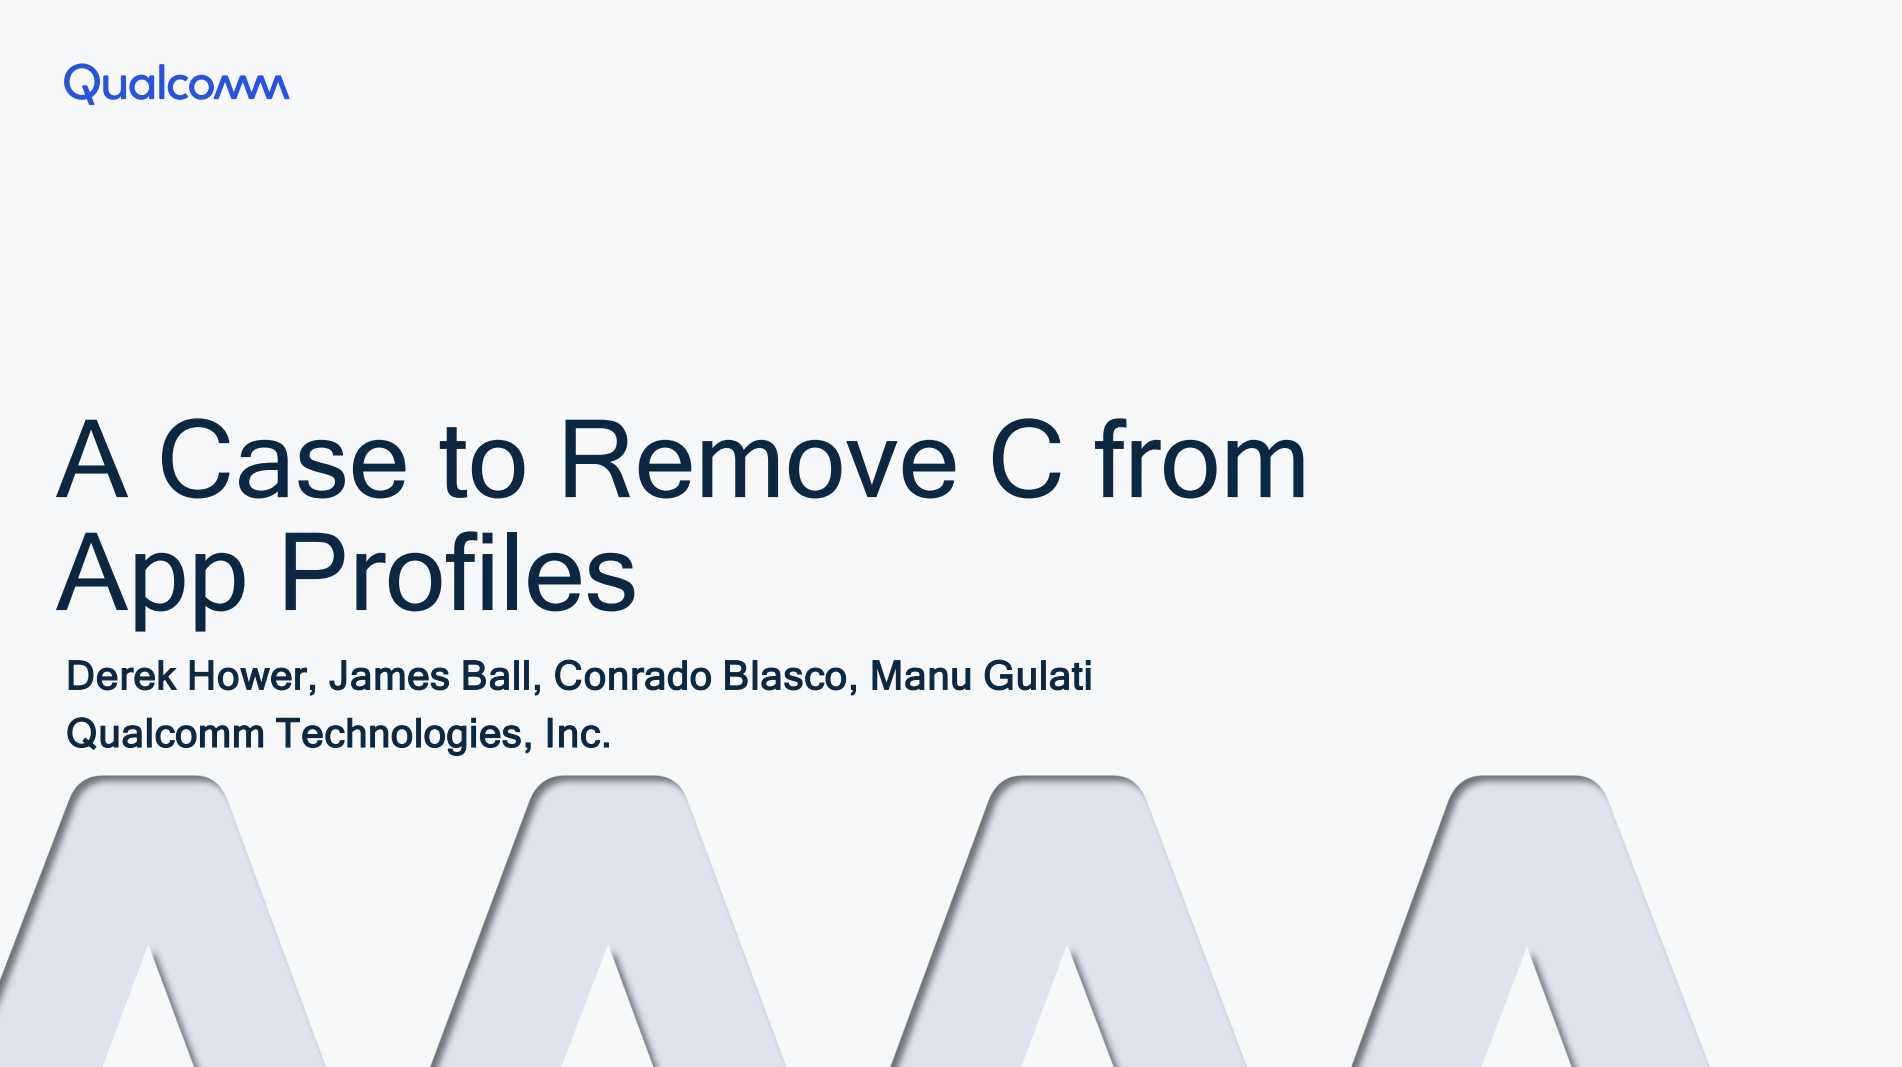 Qualcomm
A Case to Remove C from
App Profiles
Derek Hower, James Ball, Conrado Blasco, Manu Gulati
Qualcomm Technologies, Inc.